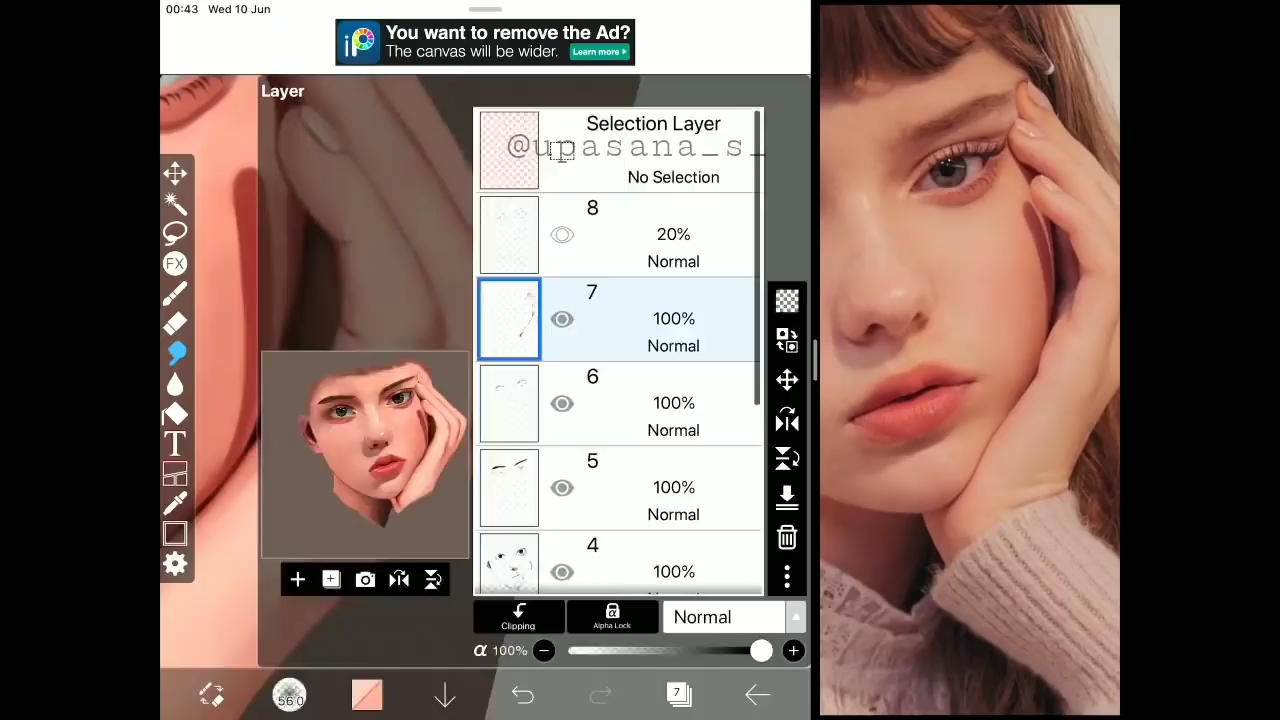 00:43 Wed 10 Jun
You want to remove the Ad?
The canvas will be wider. Learn more
Layer
Selection Layer
@upasana_s_
No Selection
8
20%
Normal
7
100%
Normal
6
100%
Normal
5
100%
Normal
4
100%
FX
T
Clipping
Alpha Lock
Normal
α 100%
56.0
7